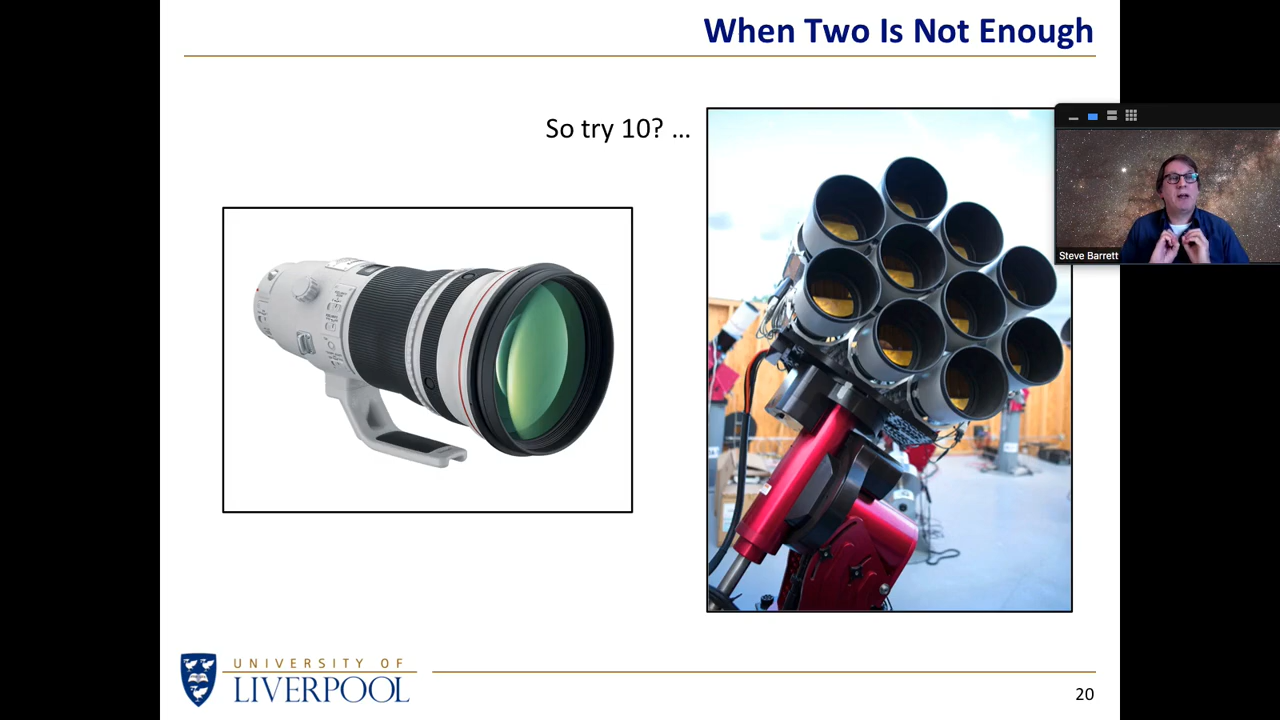 When Two Is Not Enough
So try 10? ...
Steve Barrett
UNIVERSITY OF
LIVERPOOL
20